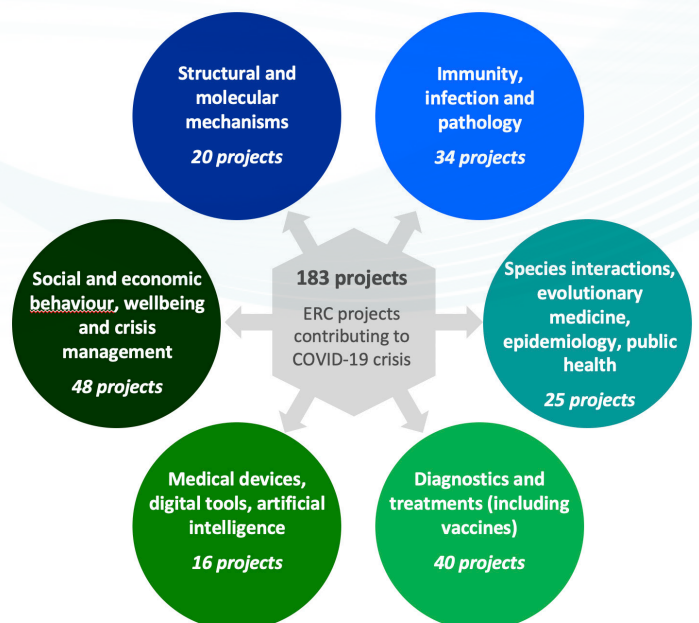 Structural and
molecular
mechanisms
20 projects
Immunity,
infection and
pathology
34 projects
183 projects
ERC projects
contributing to
COVID-19 crisis
Social and economic
behaviour, wellbeing
and crisis
management
48 projects
Species interactions,
evolutionary
medicine,
epidemiology, public
health
25 projects
Medical devices,
digital tools, artificial
intelligence
16 projects
Diagnostics and
treatments (including
vaccines)
40 projects